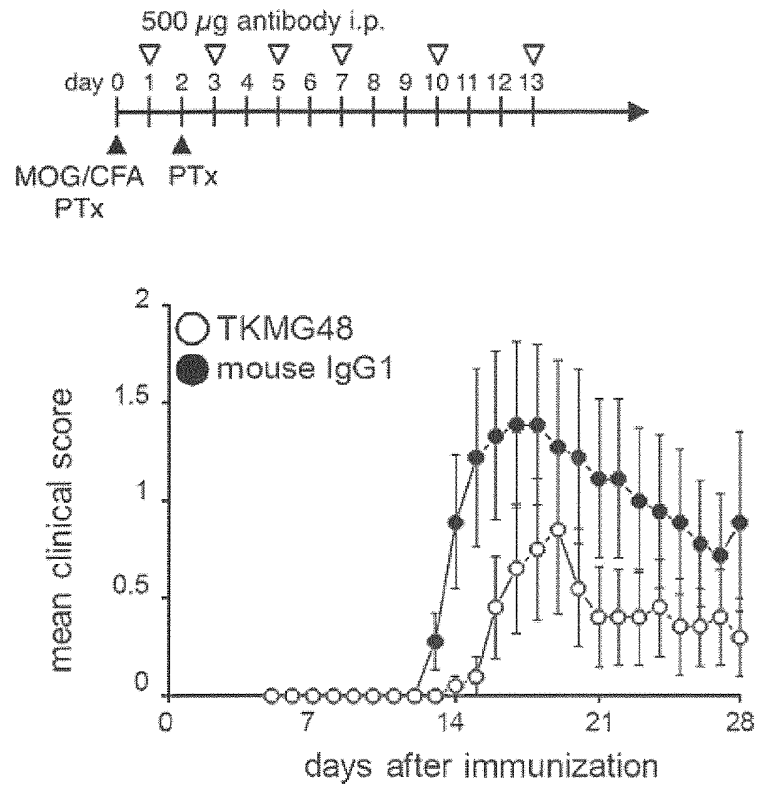 500 µg antibody i.p.
day 0 1 2 3 4 5 6 7 8 9 10 11 12 13
MOG/CFA PTx
PTx
2
TKMG48
mouse IgG1
1.5
1
0.5
0
mean clinical score
0 7 14 21 28
days after immunization